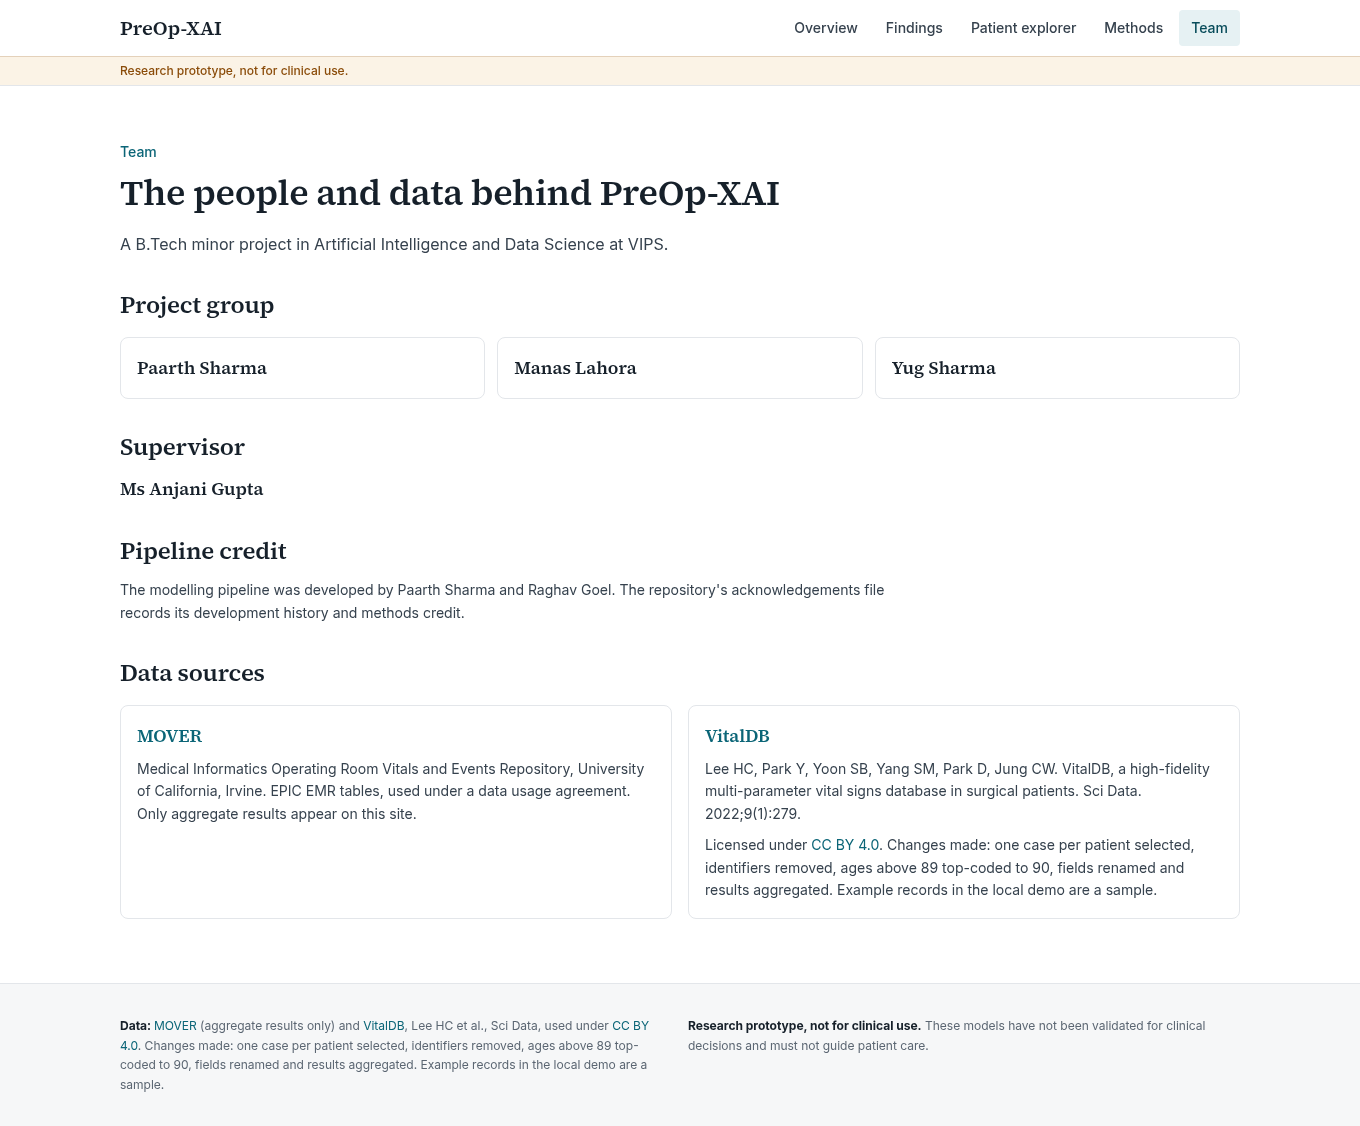 PreOp-XAI
Overview
Findings
Patient explorer
Methods
Team
Research prototype, not for clinical use.
Team
The people and data behind PreOp-XAI
A B.Tech minor project in Artificial Intelligence and Data Science at VIPS.
Project group
Paarth Sharma
Manas Lahora
Yug Sharma
Supervisor
Ms Anjani Gupta
Pipeline credit
The modelling pipeline was developed by Paarth Sharma and Raghav Goel. The repository's acknowledgements file
records its development history and methods credit.
Data sources
MOVER
Medical Informatics Operating Room Vitals and Events Repository, University
of California, Irvine. EPIC EMR tables, used under a data usage agreement.
Only aggregate results appear on this site.
VitalDB
Lee HC, Park Y, Yoon SB, Yang SM, Park D, Jung CW. VitalDB, a high-fidelity
multi-parameter vital signs database in surgical patients. Sci Data.
2022;9(1):279.
Licensed under CC BY 4.0. Changes made: one case per patient selected,
identifiers removed, ages above 89 top-coded to 90, fields renamed and
results aggregated. Example records in the local demo are a sample.
Data: MOVER (aggregate results only) and VitalDB, Lee HC et al., Sci Data, used under CC BY
4.0. Changes made: one case per patient selected, identifiers removed, ages above 89 top-
coded to 90, fields renamed and results aggregated. Example records in the local demo are a
sample.
Research prototype, not for clinical use. These models have not been validated for clinical
decisions and must not guide patient care.